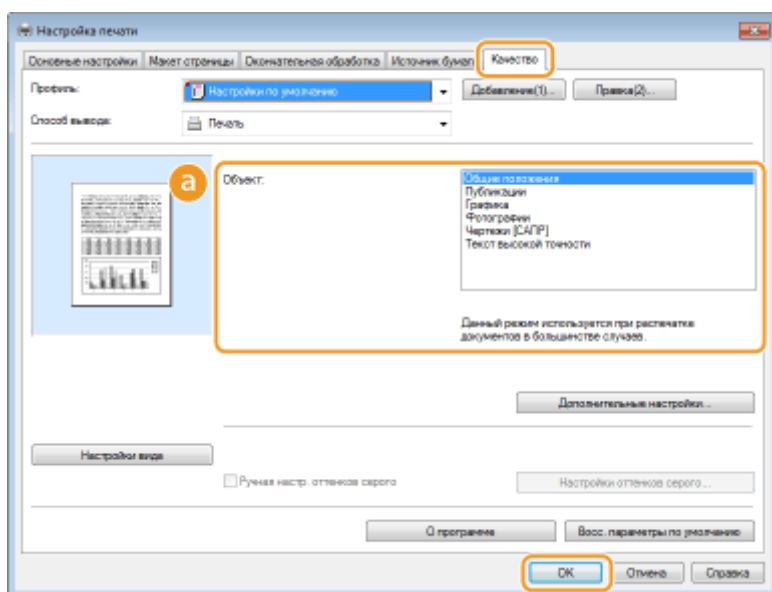 Настройка печати
Основные настройки Макет страницы Окончательная обработка Источник бумаг Качество
Профиль: Настройки по умолчанию Добавление(1)... Правка(2)...
Способ вывода: Печать
a
Объект: Общие положения
Публикации
Графика
Фотографии
Чертежи [САПР]
Текст высокой точности
Данный режим используется при распечатке
документов в большинстве случаев.
Дополнительные настройки...
Настройки вида
Ручная настр. оттенков серого Настройки оттенков серого...
О программе Восс. параметры по умолчанию
OK Отмена Справка